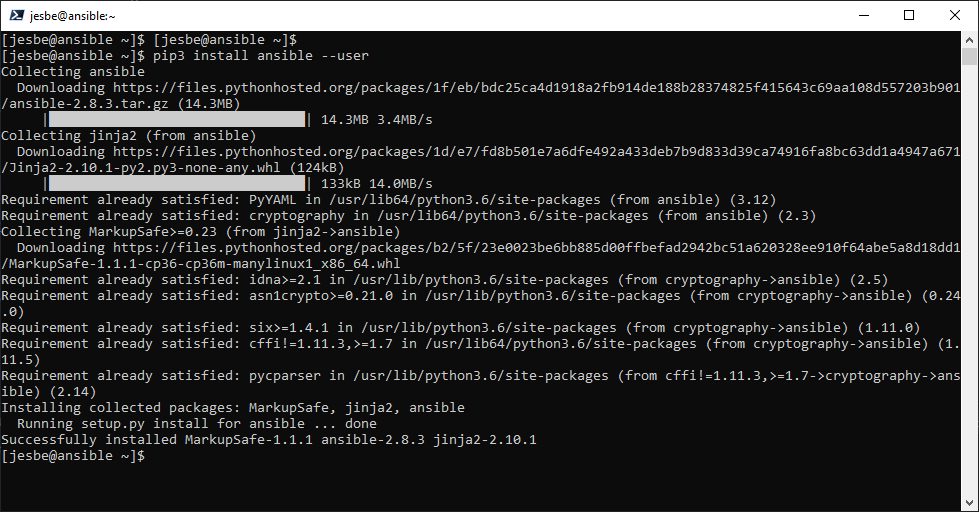 jesbe@ansible:~
[jesbe@ansible ~]$ [jesbe@ansible ~]$
[jesbe@ansible ~]$ pip3 install ansible --user
Collecting ansible
  Downloading https://files.pythonhosted.org/packages/1f/eb/bdc25ca4d1918a2fb914de188b28374825f415643c69aa108d557203b901
/ansible-2.8.3.tar.gz (14.3MB)
     |████████████████████████████████| 14.3MB 3.4MB/s
Collecting jinja2 (from ansible)
  Downloading https://files.pythonhosted.org/packages/1d/e7/fd8b501e7a6dfe492a433deb7b9d833d39ca74916fa8bc63dd1a4947a671
/Jinja2-2.10.1-py2.py3-none-any.whl (124kB)
     |████████████████████████████████| 133kB 14.0MB/s
Requirement already satisfied: PyYAML in /usr/lib64/python3.6/site-packages (from ansible) (3.12)
Requirement already satisfied: cryptography in /usr/lib64/python3.6/site-packages (from ansible) (2.3)
Collecting MarkupSafe>=0.23 (from jinja2->ansible)
  Downloading https://files.pythonhosted.org/packages/b2/5f/23e0023be6bb885d00ffbefad2942bc51a620328ee910f64abe5a8d18dd1
/MarkupSafe-1.1.1-cp36-cp36m-manylinux1_x86_64.whl
Requirement already satisfied: idna>=2.1 in /usr/lib/python3.6/site-packages (from cryptography->ansible) (2.5)
Requirement already satisfied: asn1crypto>=0.21.0 in /usr/lib/python3.6/site-packages (from cryptography->ansible) (0.24
.0)
Requirement already satisfied: six>=1.4.1 in /usr/lib/python3.6/site-packages (from cryptography->ansible) (1.11.0)
Requirement already satisfied: cffi!=1.11.3,>=1.7 in /usr/lib64/python3.6/site-packages (from cryptography->ansible) (1.
11.5)
Requirement already satisfied: pycparser in /usr/lib/python3.6/site-packages (from cffi!=1.11.3,>=1.7->cryptography->ans
ible) (2.14)
Installing collected packages: MarkupSafe, jinja2, ansible
  Running setup.py install for ansible ... done
Successfully installed MarkupSafe-1.1.1 ansible-2.8.3 jinja2-2.10.1
[jesbe@ansible ~]$